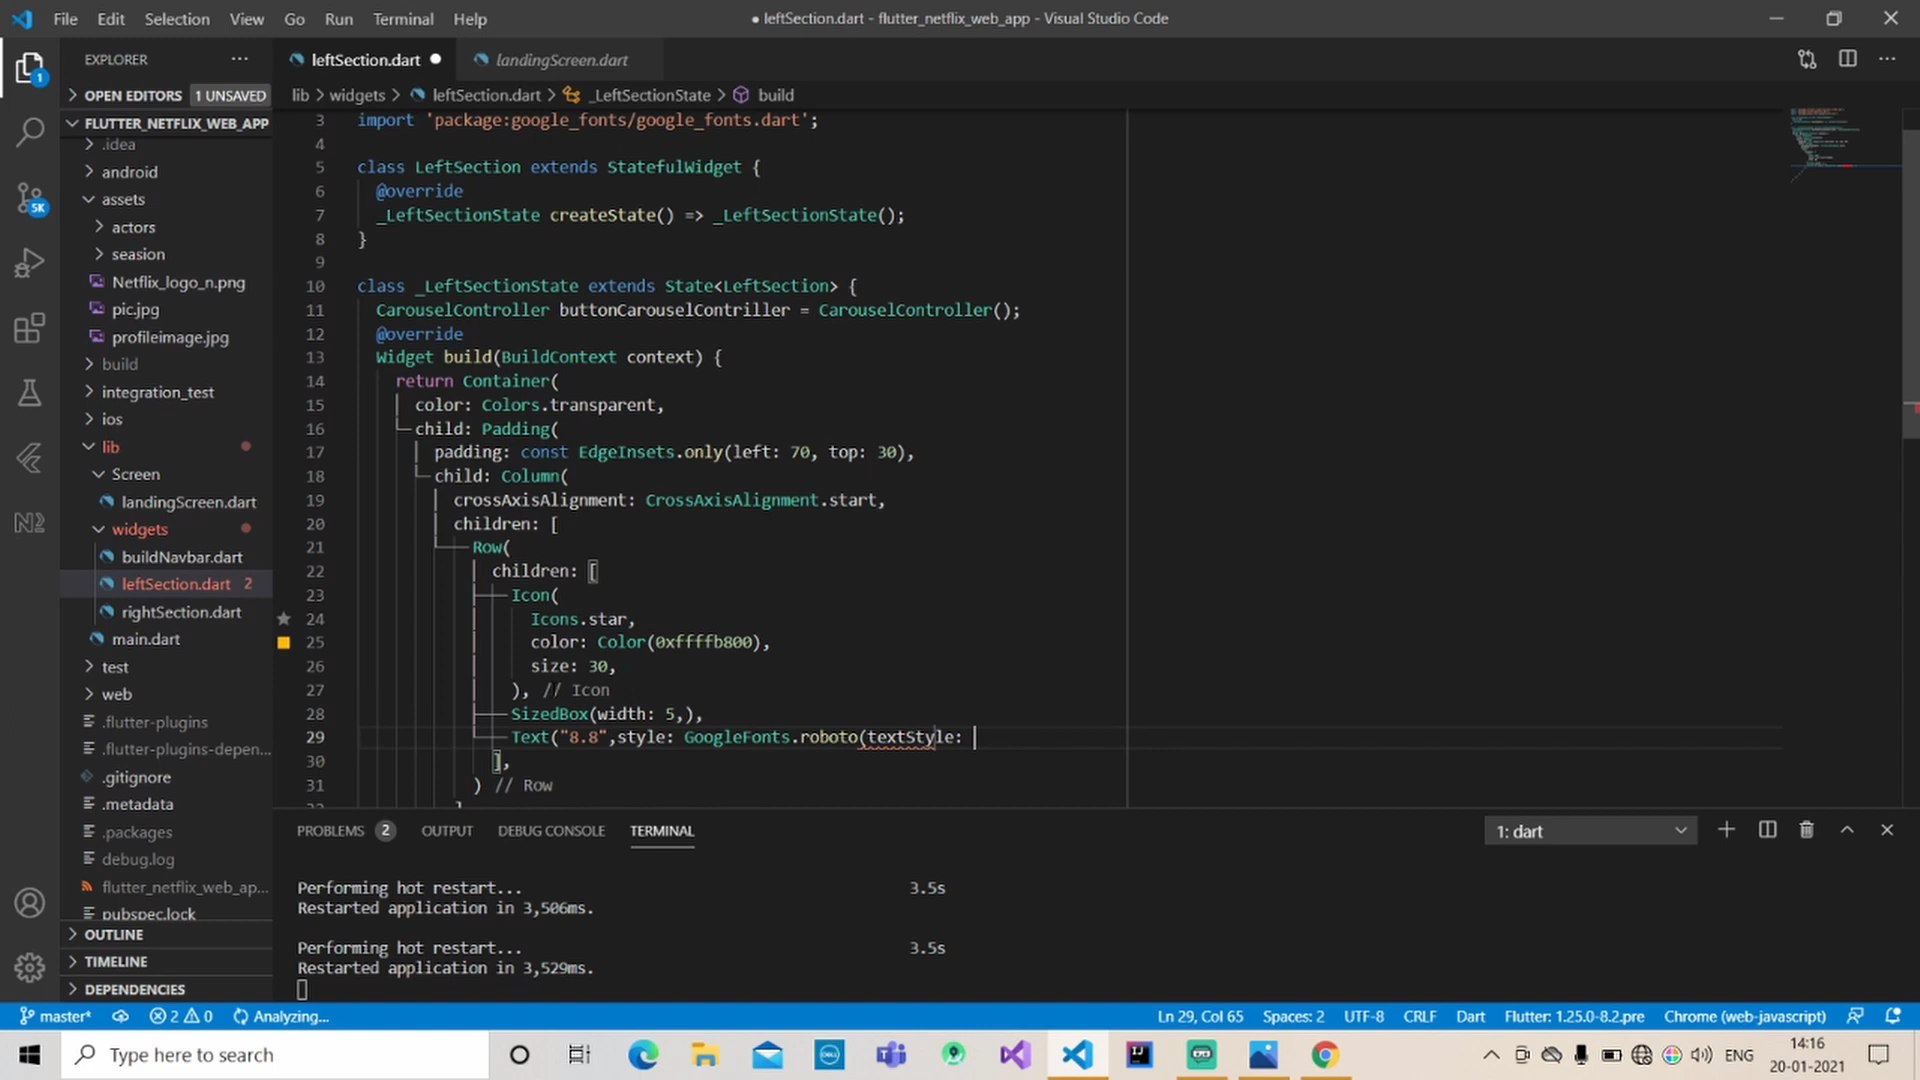 File Edit Selection View Go Run Terminal Help
● leftSection.dart - flutter_netflix_web_app - Visual Studio Code
EXPLORER
leftSection.dart
landingScreen.dart
OPEN EDITORS 1 UNSAVED
lib > widgets > leftSection.dart > _LeftSectionState > build
FLUTTER_NETFLIX_WEB_APP
.idea
android
assets
actors
seasion
Netflix_logo_n.png
pic.jpg
profileimage.jpg
build
integration_test
ios
lib
Screen
landingScreen.dart
widgets
buildNavbar.dart
leftSection.dart 2
rightSection.dart
main.dart
test
web
.flutter-plugins
.flutter-plugins-depen...
.gitignore
.metadata
.packages
debug.log
flutter_netflix_web_ap...
pubspec.lock
OUTLINE
TIMELINE
DEPENDENCIES
1
5K
3 import 'package:google_fonts/google_fonts.dart';
4
5 class LeftSection extends StatefulWidget {
6 @override
7 _LeftSectionState createState() => _LeftSectionState();
8 }
9
10 class _LeftSectionState extends State<LeftSection> {
11 CarouselController buttonCarouselContriller = CarouselController();
12 @override
13 Widget build(BuildContext context) {
14 return Container(
15 color: Colors.transparent,
16 child: Padding(
17 padding: const EdgeInsets.only(left: 70, top: 30),
18 child: Column(
19 crossAxisAlignment: CrossAxisAlignment.start,
20 children: [
21 Row(
22 children: [
23 Icon(
24 Icons.star,
25 color: Color(0xffffb800),
26 size: 30,
27 ), // Icon
28 SizedBox(width: 5,),
29 Text("8.8",style: GoogleFonts.roboto(textStyle:
30 ],
31 ) // Row
PROBLEMS 2 OUTPUT DEBUG CONSOLE TERMINAL
1: dart
Performing hot restart... 3.5s
Restarted application in 3,506ms.
Performing hot restart... 3.5s
Restarted application in 3,529ms.
master* 2 0 Analyzing...
Ln 29, Col 65 Spaces: 2 UTF-8 CRLF Dart Flutter: 1.25.0-8.2.pre Chrome (web-javascript)
Type here to search
DELL
ENG
14:16
20-01-2021